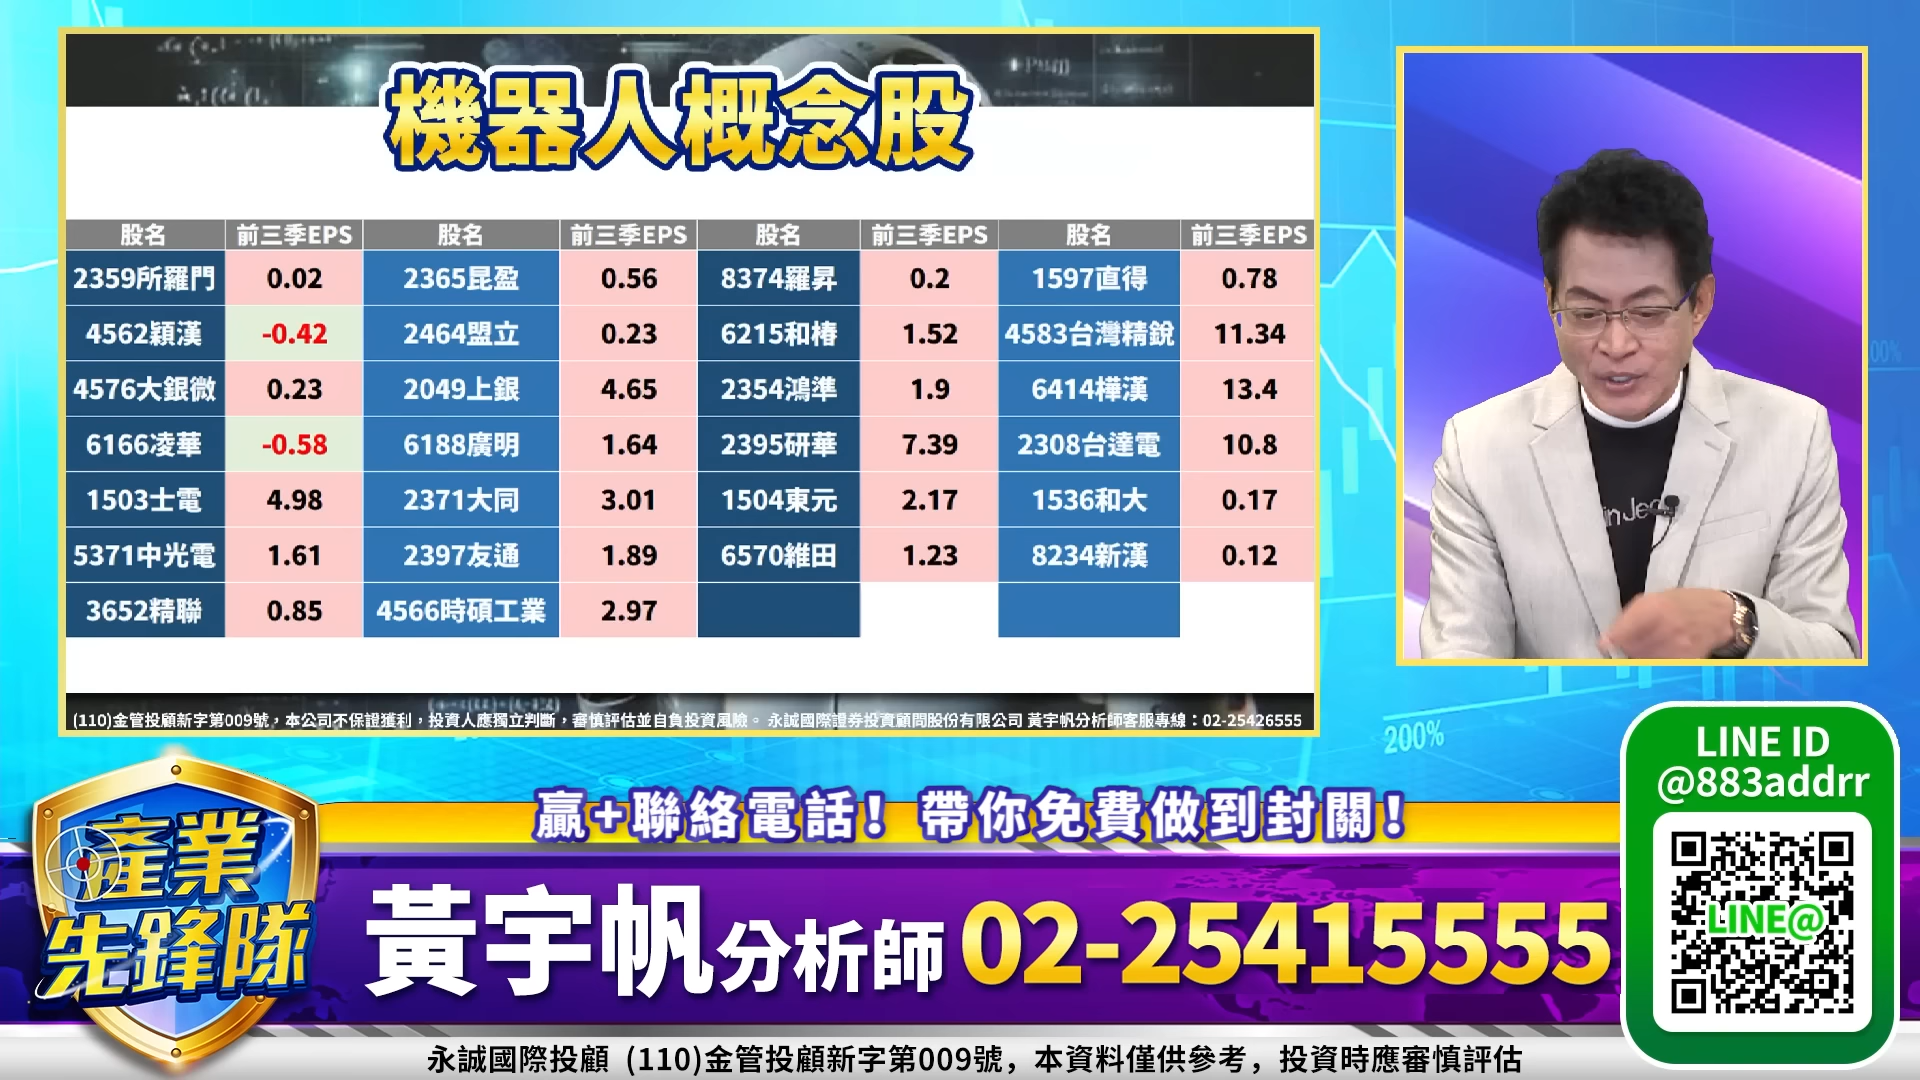 機器人概念股
股名 前三季EPS 股名 前三季EPS 股名 前三季EPS 股名 前三季EPS
2359所羅門 0.02 2365昆盈 0.56 8374羅昇 0.2 1597直得 0.78
4562穎漢 -0.42 2464盟立 0.23 6215和椿 1.52 4583台灣精銳 11.34
4576大銀微 0.23 2049上銀 4.65 2354鴻準 1.9 6414樺漢 13.4
6166凌華 -0.58 6188廣明 1.64 2395研華 7.39 2308台達電 10.8
1503士電 4.98 2371大同 3.01 1504東元 2.17 1536和大 0.17
5371中光電 1.61 2397友通 1.89 6570維田 1.23 8234新漢 0.12
3652精聯 0.85 4566時碩工業 2.97
(110)金管投顧新字第009號，本公司不保證獲利，投資人應獨立判斷，審慎評估並自負投資風險。 永誠國際證券投資顧問股份有限公司 黃宇帆分析師客服專線：02-25426555
200%
LINE ID
@883addrr
LINE@
產業
先鋒隊
贏+聯絡電話！帶你免費做到封關！
黃宇帆分析師 02-25415555
永誠國際投顧 (110)金管投顧新字第009號，本資料僅供參考，投資時應審慎評估